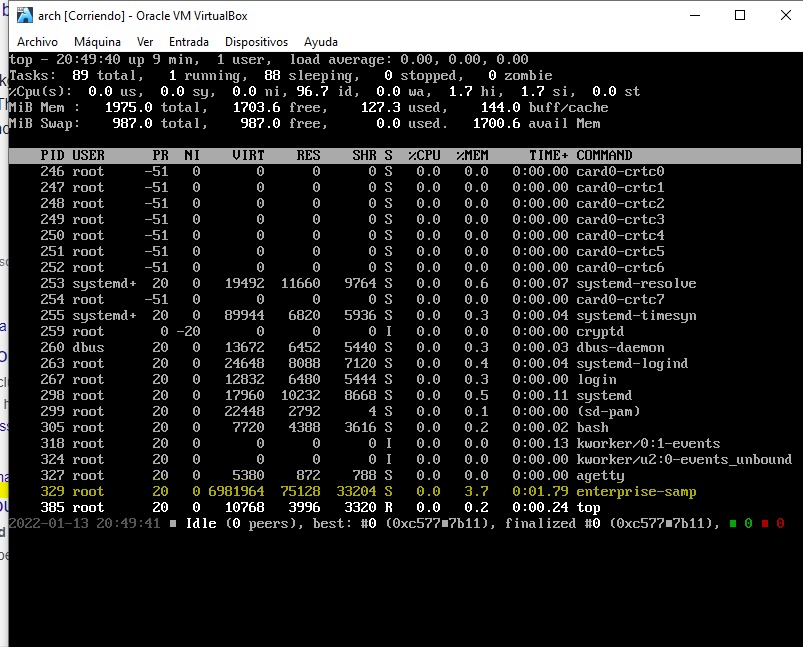 arch [Corriendo] - Oracle VM VirtualBox
Archivo Máquina Ver Entrada Dispositivos Ayuda
top - 20:49:40 up 9 min, 1 user, load average: 0.00, 0.00, 0.00
Tasks: 89 total, 1 running, 88 sleeping, 0 stopped, 0 zombie
%Cpu(s): 0.0 us, 0.0 sy, 0.0 ni, 96.7 id, 0.0 wa, 1.7 hi, 1.7 si, 0.0 st
MiB Mem : 1975.0 total, 1703.6 free, 127.3 used, 144.0 buff/cache
MiB Swap: 987.0 total, 987.0 free, 0.0 used. 1700.6 avail Mem
PID USER PR NI VIRT RES SHR S %CPU %MEM TIME+ COMMAND
246 root -51 0 0 0 0 S 0.0 0.0 0:00.00 card0-crtc0
247 root -51 0 0 0 0 S 0.0 0.0 0:00.00 card0-crtc1
248 root -51 0 0 0 0 S 0.0 0.0 0:00.00 card0-crtc2
249 root -51 0 0 0 0 S 0.0 0.0 0:00.00 card0-crtc3
250 root -51 0 0 0 0 S 0.0 0.0 0:00.00 card0-crtc4
251 root -51 0 0 0 0 S 0.0 0.0 0:00.00 card0-crtc5
252 root -51 0 0 0 0 S 0.0 0.0 0:00.00 card0-crtc6
253 systemd+ 20 0 19492 11660 9764 S 0.0 0.6 0:00.07 systemd-resolve
254 root -51 0 0 0 0 S 0.0 0.0 0:00.00 card0-crtc7
255 systemd+ 20 0 89944 6820 5936 S 0.0 0.3 0:00.04 systemd-timesyn
259 root 0 -20 0 0 0 I 0.0 0.0 0:00.00 cryptd
260 dbus 20 0 13672 6452 5440 S 0.0 0.3 0:00.03 dbus-daemon
263 root 20 0 24648 8088 7120 S 0.0 0.4 0:00.04 systemd-logind
267 root 20 0 12832 6480 5444 S 0.0 0.3 0:00.00 login
298 root 20 0 17960 10232 8668 S 0.0 0.5 0:00.11 systemd
299 root 20 0 22448 2792 4 S 0.0 0.1 0:00.00 (sd-pam)
305 root 20 0 7720 4388 3616 S 0.0 0.2 0:00.02 bash
318 root 20 0 0 0 0 I 0.0 0.0 0:00.13 kworker/0:1-events
324 root 20 0 0 0 0 I 0.0 0.0 0:00.00 kworker/u2:0-events_unbound
327 root 20 0 5380 872 788 S 0.0 0.0 0:00.00 agetty
329 root 20 0 6981964 75128 33204 S 0.0 3.7 0:01.79 enterprise-samp
385 root 20 0 10768 3996 3320 R 0.0 0.2 0:00.24 top
2022-01-13 20:49:41 ■ Idle (0 peers), best: #0 (0xc577■7b11), finalized #0 (0xc577■7b11), ■ 0 ■ 0